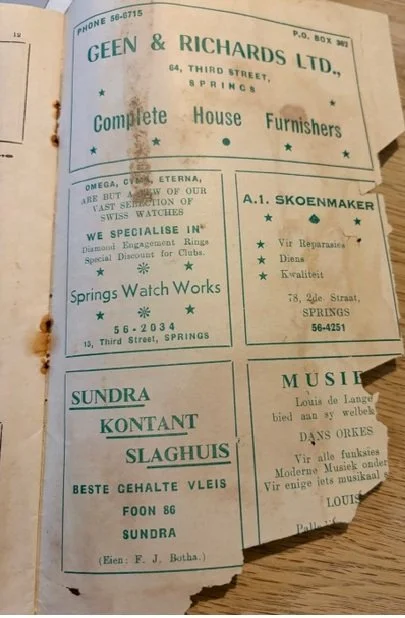 12
PHONE 56-6715
P.O. BOX 303
GEEN & RICHARDS LTD.,
64, THIRD STREET,
SPRINGS
Complete House Furnishers
OMEGA, CYMA, ETERNA,
ARE BUT A FEW OF OUR
VAST SELECTION OF
SWISS WATCHES
WE SPECIALISE IN
Diamond Engagement Rings
Special Discount for Clubs.
Springs Watch Works
56-2034
13, Third Street, SPRINGS
A.1. SKOENMAKER
Vir Reparasies
Diens
Kwaliteit
78, 2de Straat,
SPRINGS
56-4251
SUNDRA
KONTANT
SLAGHUIS
BESTE GEHALTE VLEIS
FOON 86
SUNDRA
(Eien: F. J. Botha.)
MUSIE
Louis de Lange
bied aan sy welbek
DANS ORKES
Vir alle funksies
Moderne Musiek onder
Vir enige iets musikaal
LOUIS